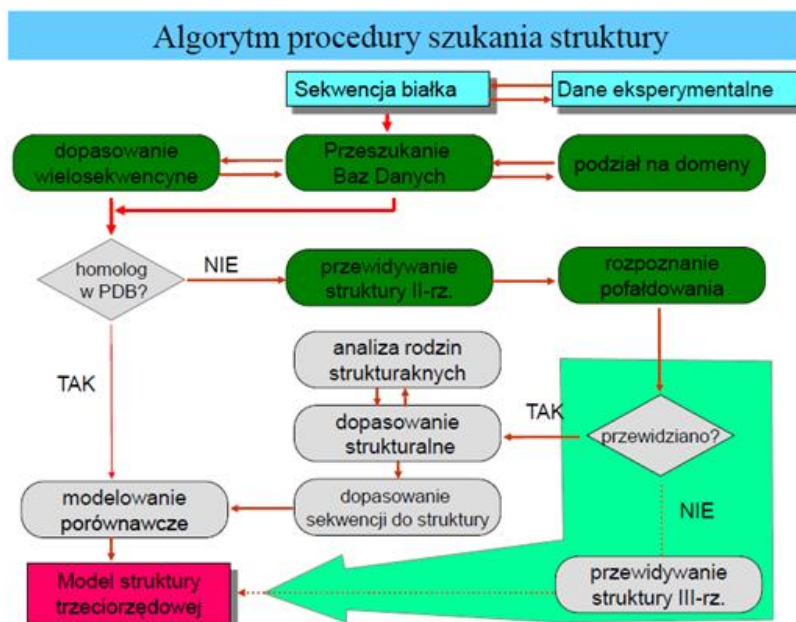 Algorytm procedury szukania struktury
Sekwencja białka
Dane eksperymentalne
dopasowanie
wielosekwencyne
Przeszukanie
Baz Danych
podział na domeny
homolog
w PDB?
NIE
przewidywanie
struktury II-rz.
rozpoznanie
pofałdowania
analiza rodzin
strukturaknych
TAK
dopasowanie
strukturalne
TAK
przewidziano?
modelowanie
porównawcze
dopasowanie
sekwencji do struktury
NIE
Model struktury
trzeciorzędowej
przewidywanie
struktury III-rz.